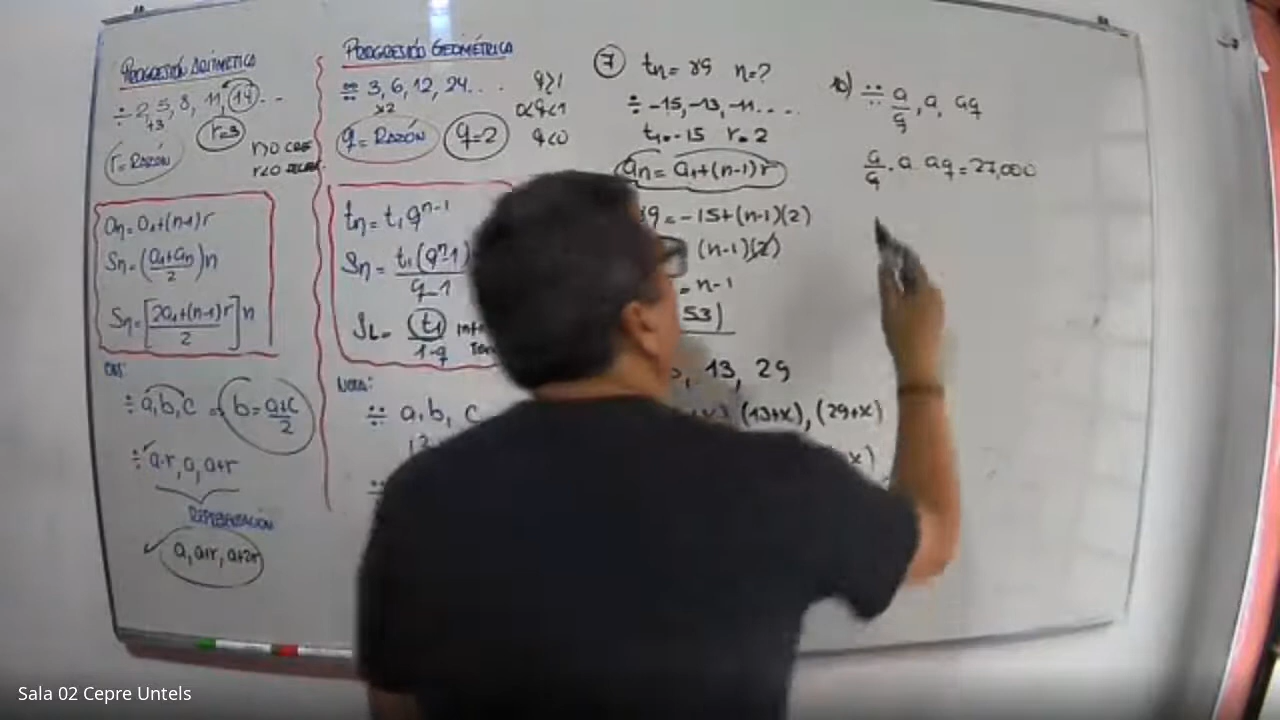 PROGRESIÓN ARITMÉTICA
÷ 2, 5, 8, 11, 14...
+3
r=3
r=RAZÓN
r>0 CRE
r<0
an=a1+(n-1)r
Sn=(a1+an/2)n
Sn=[2a1+(n-1)r/2]n
OBS:
÷ a,b,c ⇒ b=a+c/2
÷ a-r, a, a+r
REPRESENTACIÓN
a, a+r, a+2r
PROGRESIÓN GEOMÉTRICA
∺ 3, 6, 12, 24....
x2
q=RAZÓN
q=2
q>1
0<q<1
q<0
tn=t1 q^n-1
Sn=t1(q^n-1)/q-1
SL=t1/1-q
NOTA:
∺ a, b, c
7 tn=89 n=?
÷ -15, -13, -11....
t1=-15 r=2
an=a1+(n-1)r
89=-15+(n-1)(2)
(n-1)(2)
=n-1
53
, 13, 29
(13+x), (29+x)
x)
10) ∺ a/q, a, aq
a/q . a . aq=27,000
Sala 02 Cepre Untels